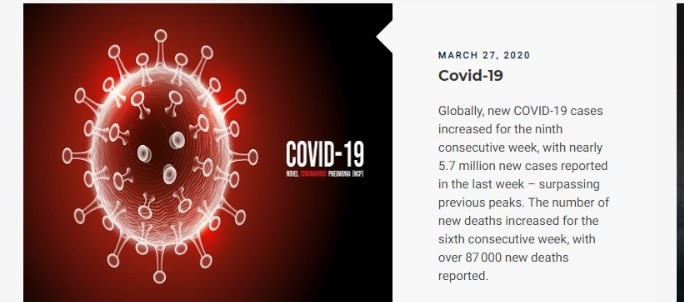 COVID-19
NOVEL CORONAVIRUS PNEUMONIA (NCP)
MARCH 27, 2020
Covid-19
Globally, new COVID-19 cases
increased for the ninth
consecutive week, with nearly
5.7 million new cases reported
in the last week – surpassing
previous peaks. The number of
new deaths increased for the
sixth consecutive week, with
over 87 000 new deaths
reported.